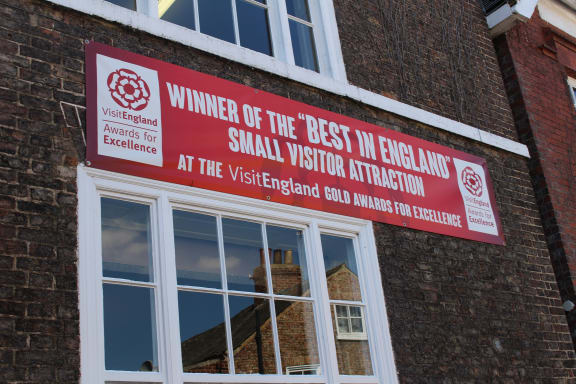 VisitEngland
Awards for
Excellence
WINNER OF THE "BEST IN ENGLAND"
SMALL VISITOR ATTRACTION
AT THE VisitEngland GOLD AWARDS FOR EXCELLENCE
VisitEngland
Awards for
Excellence